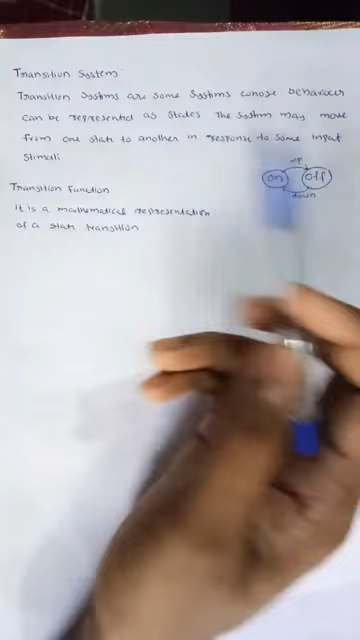 Transition System
Transition Systms are some Systims whose behaviour
can be represented as states The System may move
from one state to another in response to some input
Stimuli
up
on Off
down
Transition Function
it is a mathematical representation
of a state transition